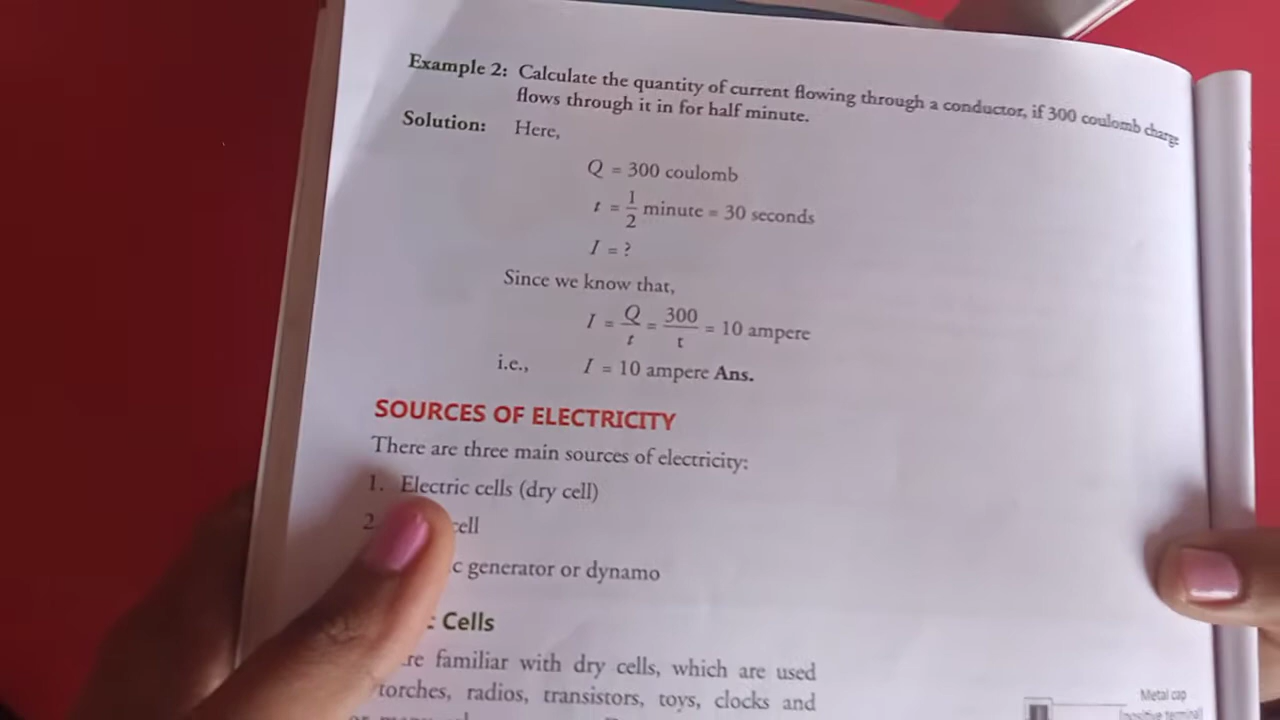 Example 2: Calculate the quantity of current flowing through a conductor, if 300 coulomb charge
flows through it in for half minute.
Solution: Here,
Q = 300 coulomb
t = 1/2 minute = 30 seconds
I = ?
Since we know that,
I = Q/t = 300/t = 10 ampere
i.e., I = 10 ampere Ans.
SOURCES OF ELECTRICITY
There are three main sources of electricity:
1. Electric cells (dry cell)
2 cell
generator or dynamo
Cells
familiar with dry cells, which are used
torches, radios, transistors, toys, clocks and
Metal cap
(positive terminal)